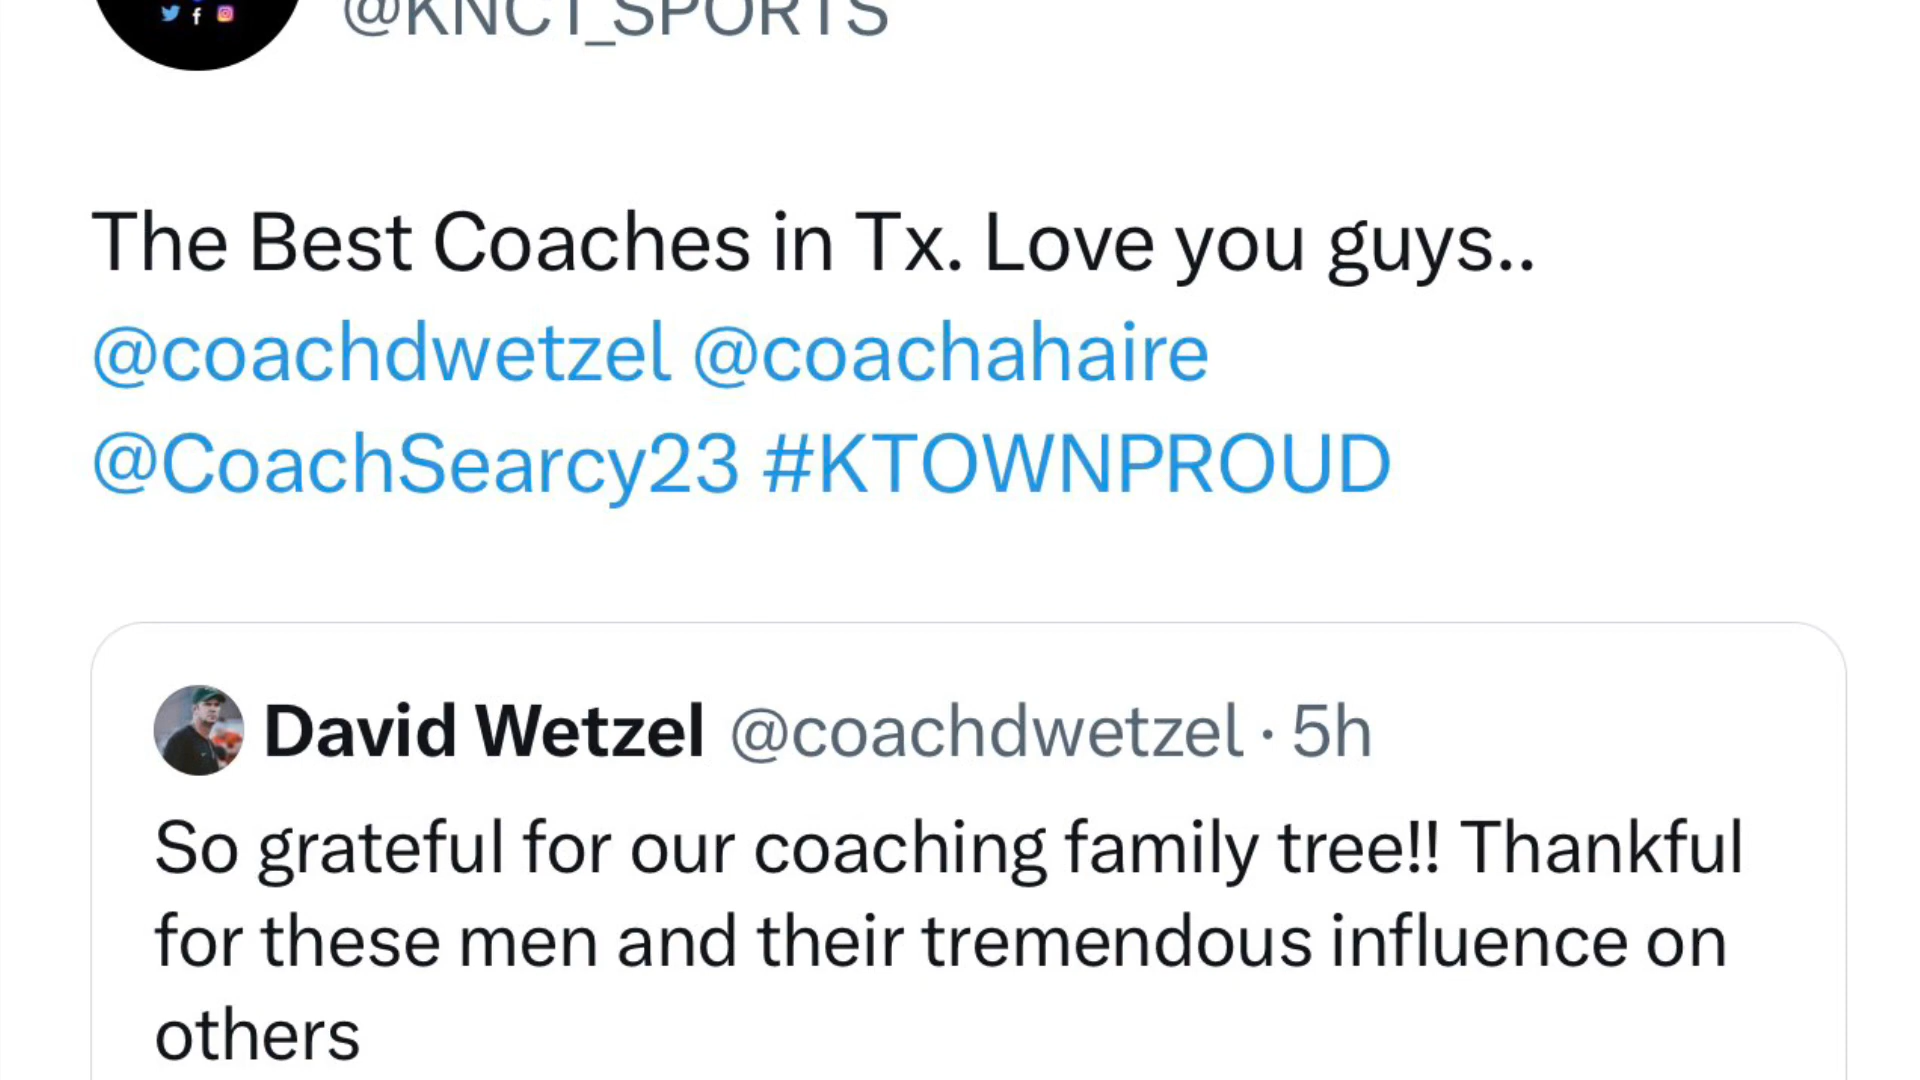 @KNCT_SPORTS
The Best Coaches in Tx. Love you guys..
@coachdwetzel @coachahaire
@CoachSearcy23 #KTOWNPROUD
David Wetzel @coachdwetzel · 5h
So grateful for our coaching family tree!! Thankful
for these men and their tremendous influence on
others